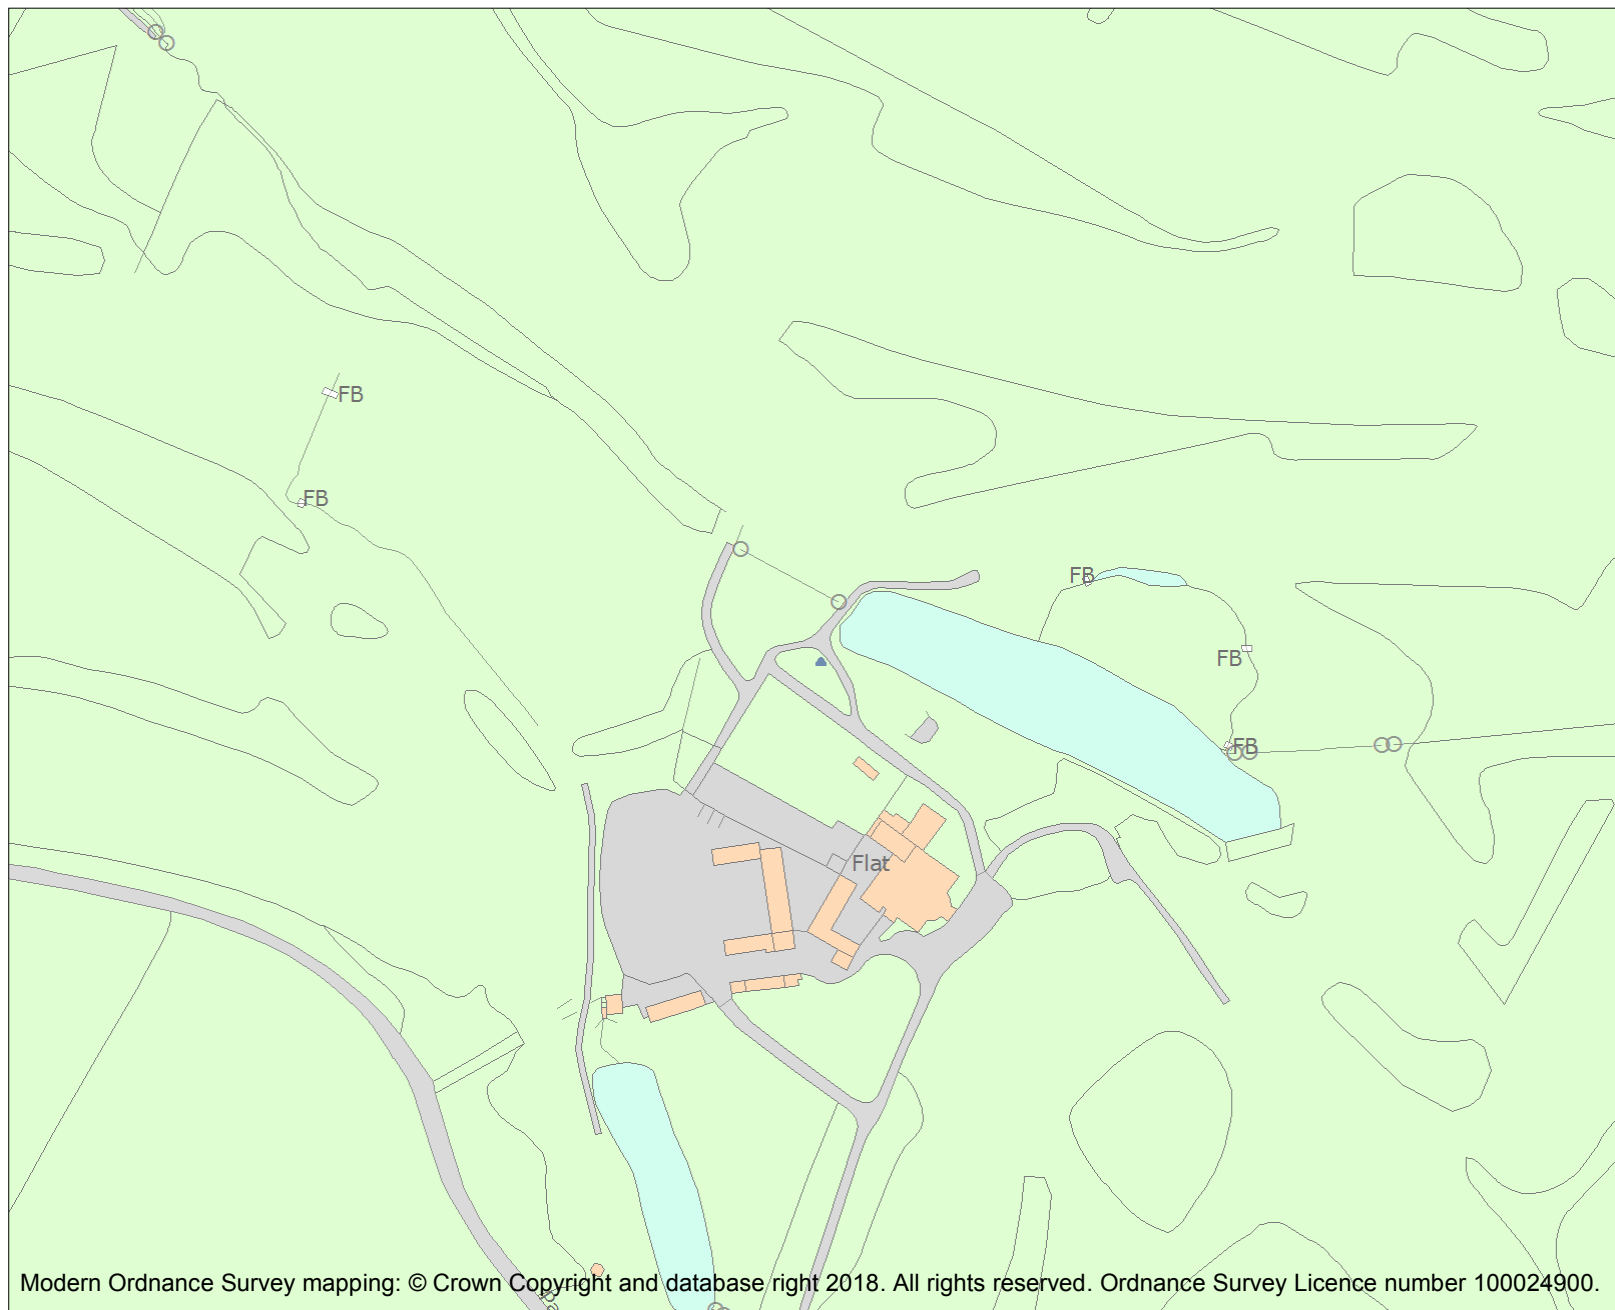 FB
FB
FB
FB
FB
Flat
Modern Ordnance Survey mapping: © Crown Copyright and database right 2018. All rights reserved. Ordnance Survey Licence number 100024900.